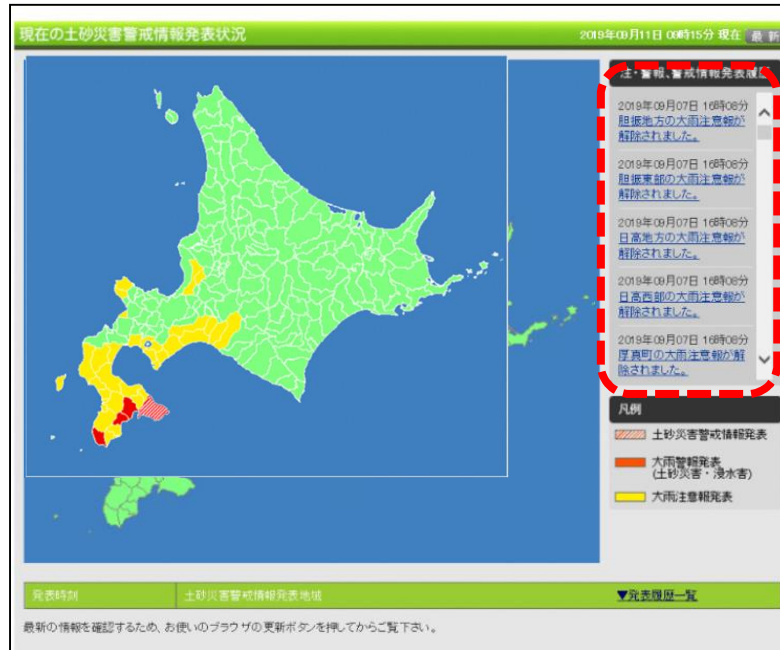 現在の土砂災害警戒情報発表状況
2019年09月11日 09時15分 現在
最新
注・警報、警戒情報発表履歴
2019年09月07日 16時08分
胆振地方の大雨注意報が
解除されました。
2019年09月07日 16時08分
胆振東部の大雨注意報が
解除されました。
2019年09月07日 16時08分
日高地方の大雨注意報が
解除されました。
2019年09月07日 16時08分
日高西部の大雨注意報が
解除されました。
2019年09月07日 16時08分
厚真町の大雨注意報が解
除されました。
凡例
土砂災害警戒情報発表
大雨警報発表
(土砂災害・浸水害)
大雨注意報発表
発表時刻
土砂災害警戒情報発表地域
▼発表履歴一覧
最新の情報を確認するため、お使いのブラウザの更新ボタンを押してからご覧下さい。